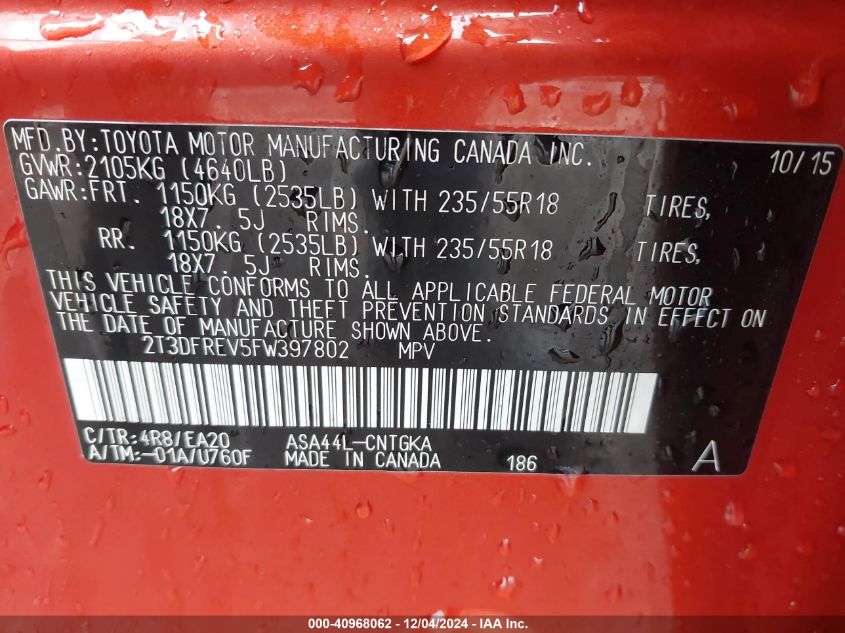 MFD.BY:TOYOTA MOTOR MANUFACTURING CANADA INC. 10/15
GVWR:2105KG (4640LB)
GAWR:FRT. 1150KG (2535LB) WITH 235/55R18 TIRES,
18X7. 5J RIMS.
RR. 1150KG (2535LB) WITH 235/55R18 TIRES,
18X7. 5J RIMS.
THIS VEHICLE CONFORMS TO ALL APPLICABLE FEDERAL MOTOR
VEHICLE SAFETY AND THEFT PREVENTION STANDARDS IN EFFECT ON
THE DATE OF MANUFACTURE SHOWN ABOVE.
2T3DFREV5FW397802 MPV
C/TR:4R8/EA20 ASA44L-CNTGKA
A/TM:-01A/U760F MADE IN CANADA 186 A
000-40968062 - 12/04/2024 - IAA Inc.